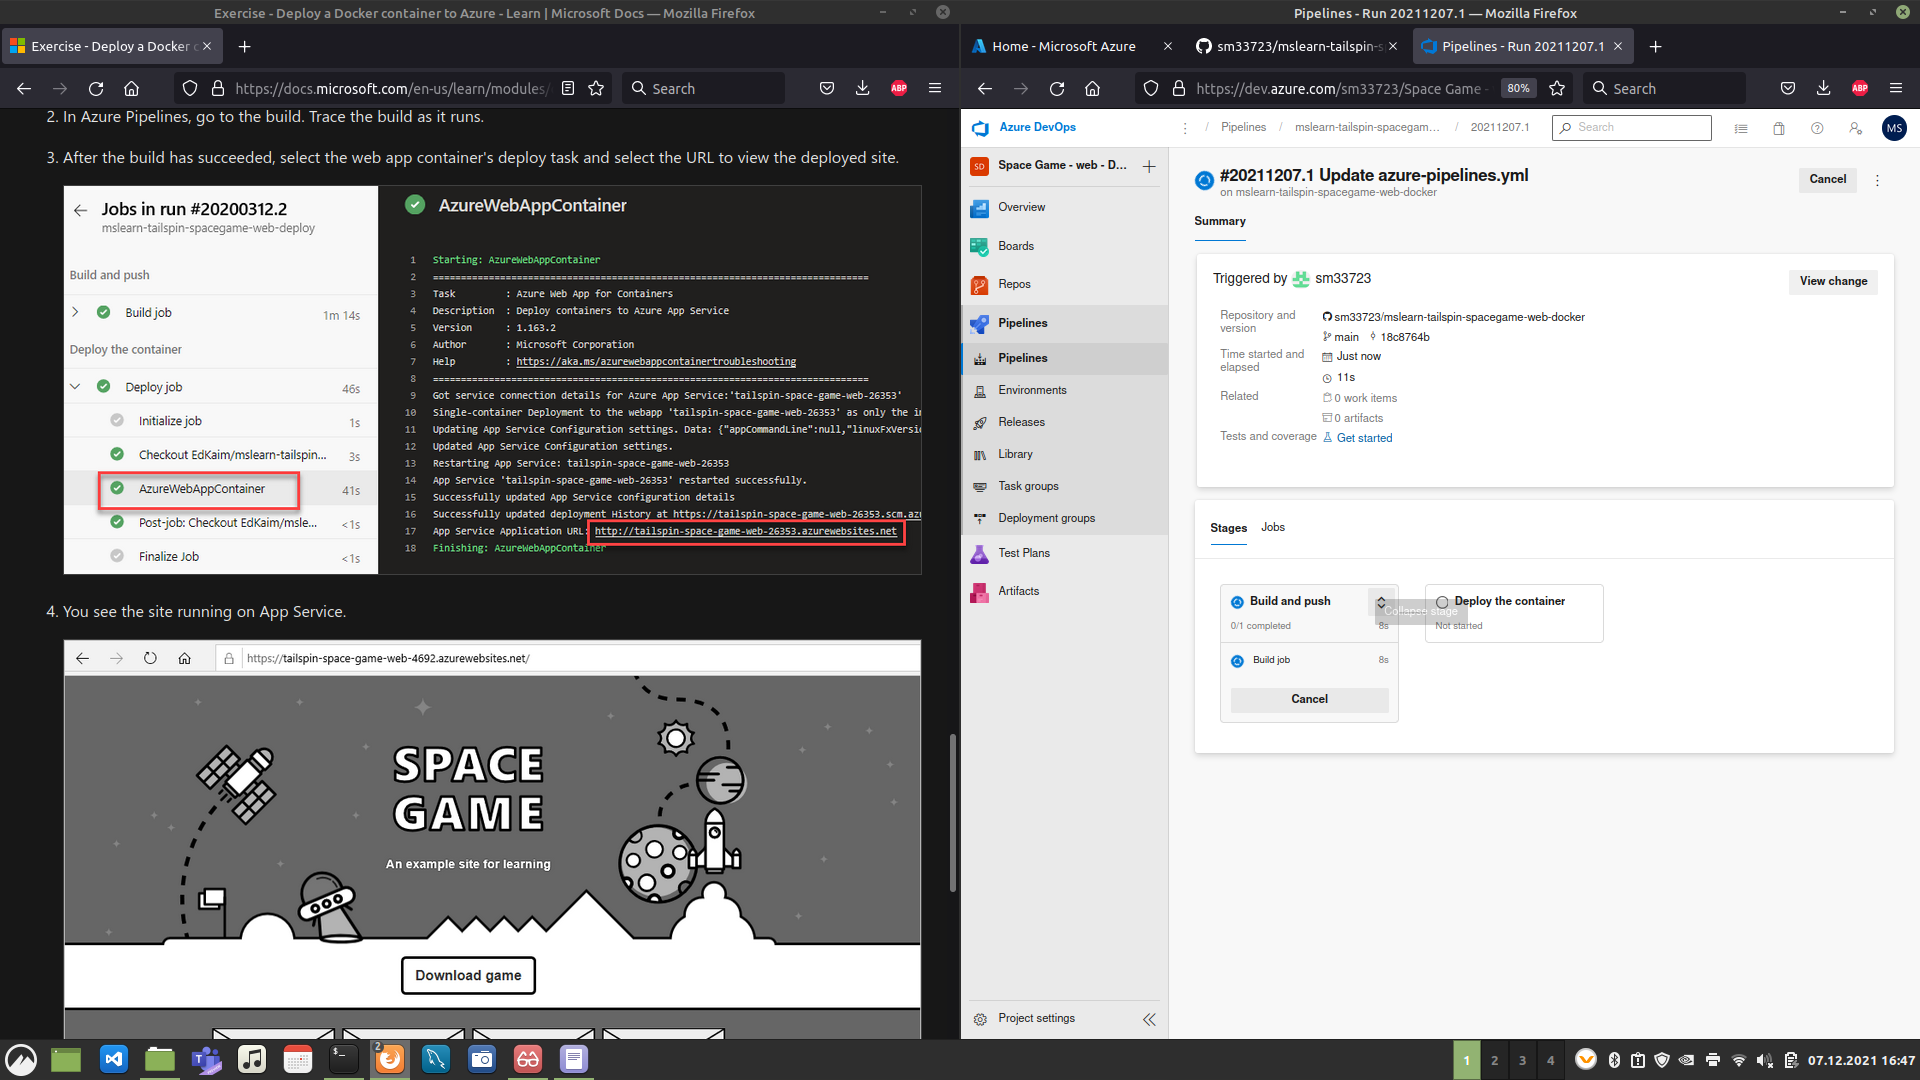 Exercise - Deploy a Docker container to Azure - Learn | Microsoft Docs — Mozilla Firefox
Exercise - Deploy a Docker c
https://docs.microsoft.com/en-us/learn/modules/
Search
ABP
2. In Azure Pipelines, go to the build. Trace the build as it runs.
3. After the build has succeeded, select the web app container's deploy task and select the URL to view the deployed site.
Jobs in run #20200312.2
mslearn-tailspin-spacegame-web-deploy
Build and push
Build job 1m 14s
Deploy the container
Deploy job 46s
Initialize job 1s
Checkout EdKaim/mslearn-tailspin... 3s
AzureWebAppContainer 41s
Post-job: Checkout EdKaim/msle... <1s
Finalize Job <1s
AzureWebAppContainer
1 Starting: AzureWebAppContainer
2 ==============================================================================
3 Task : Azure Web App for Containers
4 Description : Deploy containers to Azure App Service
5 Version : 1.163.2
6 Author : Microsoft Corporation
7 Help : https://aka.ms/azurewebappcontainertroubleshooting
8 ==============================================================================
9 Got service connection details for Azure App Service:'tailspin-space-game-web-26353'
10 Single-container Deployment to the webapp 'tailspin-space-game-web-26353' as only the i
11 Updating App Service Configuration settings. Data: {"appCommandLine":null,"linuxFxVersi
12 Updated App Service Configuration settings.
13 Restarting App Service: tailspin-space-game-web-26353
14 App Service 'tailspin-space-game-web-26353' restarted successfully.
15 Successfully updated App Service configuration details
16 Successfully updated deployment History at https://tailspin-space-game-web-26353.scm.az
17 App Service Application URL: http://tailspin-space-game-web-26353.azurewebsites.net
18 Finishing: AzureWebAppContainer
4. You see the site running on App Service.
https://tailspin-space-game-web-4692.azurewebsites.net/
SPACE
GAME
An example site for learning
Download game
Pipelines - Run 20211207.1 — Mozilla Firefox
Home - Microsoft Azure
sm33723/mslearn-tailspin-s
Pipelines - Run 20211207.1
https://dev.azure.com/sm33723/Space Game -
80%
Search
ABP
Azure DevOps
/ Pipelines / mslearn-tailspin-spacegam... / 20211207.1
Search
MS
SD Space Game - web - D...
Overview
Boards
Repos
Pipelines
Pipelines
Environments
Releases
Library
Task groups
Deployment groups
Test Plans
Artifacts
Project settings
#20211207.1 Update azure-pipelines.yml
on mslearn-tailspin-spacegame-web-docker
Cancel
Summary
Triggered by sm33723
View change
Repository and version
sm33723/mslearn-tailspin-spacegame-web-docker
main 18c8764b
Time started and elapsed
Just now
11s
Related
0 work items
0 artifacts
Tests and coverage
Get started
Stages Jobs
Build and push
0/1 completed 8s
Build job 8s
Cancel
Collapse stage
Deploy the container
Not started
2
1 2 3 4
07.12.2021 16:47